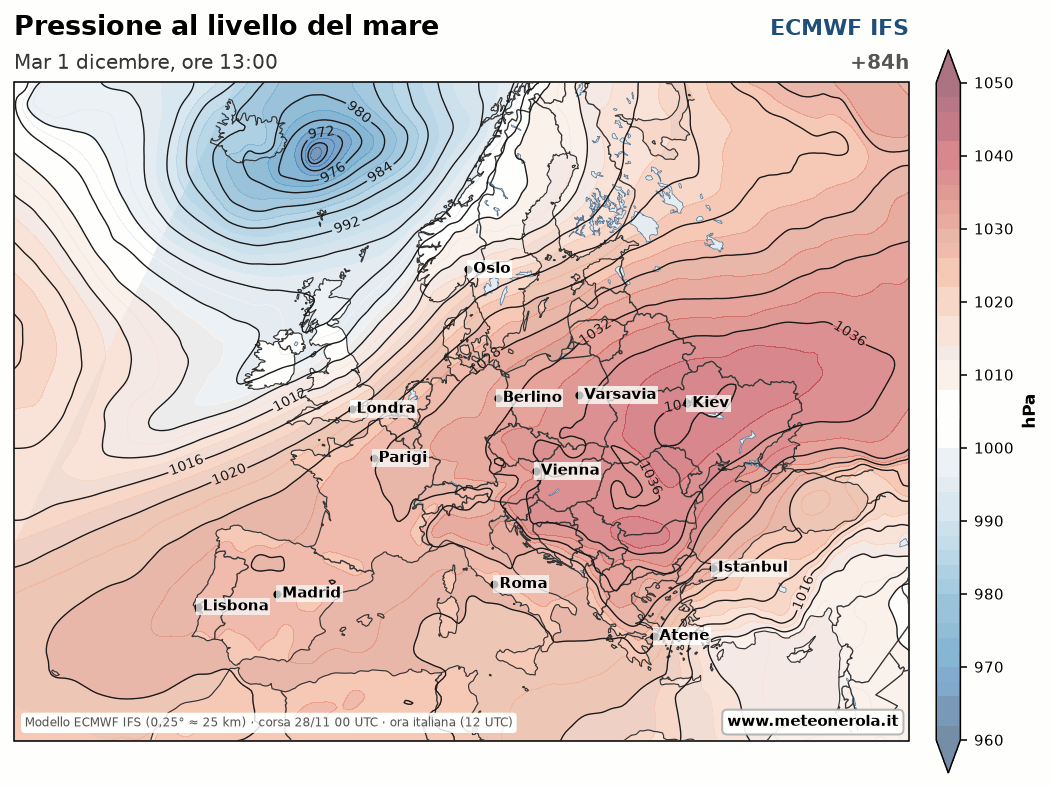 Pressione al livello del mare
ECMWF IFS
Mar 1 dicembre, ore 13:00
+84h
980
972
976
984
992
Oslo
1032
1036
1028
1012
Londra
Berlino
Varsavia
Kiev
1016
1020
Parigi
Vienna
1036
Istanbul
1016
Roma
Madrid
Lisbona
Atene
Modello ECMWF IFS (0,25° ≈ 25 km) · corsa 28/11 00 UTC · ora italiana (12 UTC)
www.meteonerola.it
1050
1040
1030
1020
1010
1000
990
980
970
960
hPa